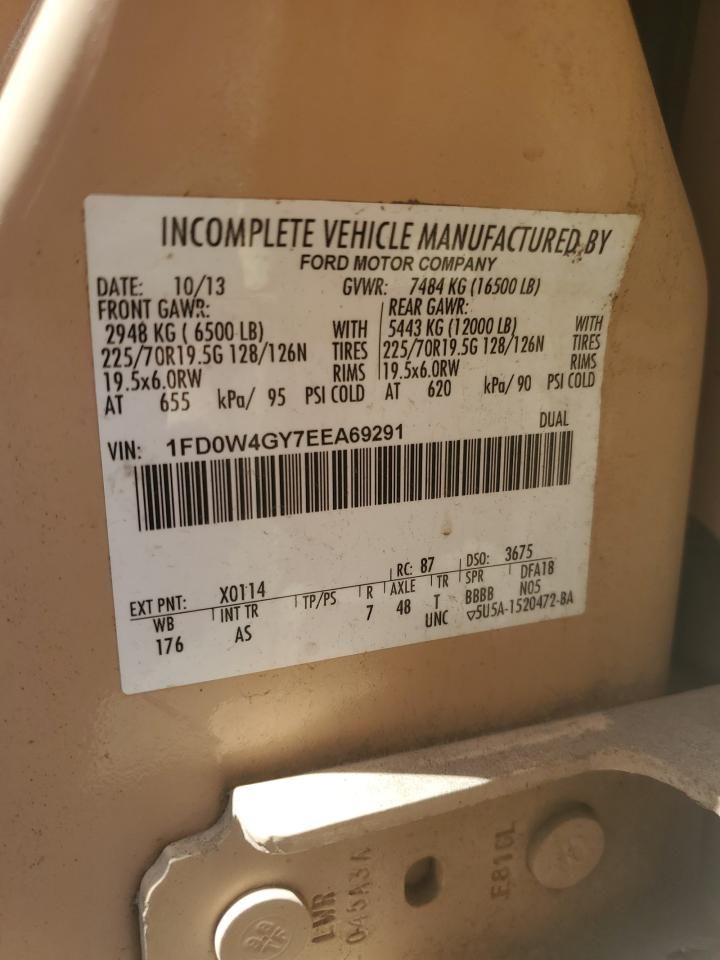 INCOMPLETE VEHICLE MANUFACTURED BY
FORD MOTOR COMPANY
DATE: 10/13 GVWR: 7484 KG (16500 LB)
FRONT GAWR: REAR GAWR:
2948 KG ( 6500 LB) WITH 5443 KG (12000 LB) WITH
225/70R19.5G 128/126N TIRES 225/70R19.5G 128/126N TIRES
19.5x6.0RW RIMS 19.5x6.0RW RIMS
AT 655 kPa/ 95 PSI COLD AT 620 kPa/ 90 PSI COLD
VIN: 1FD0W4GY7EEA69291 DUAL
EXT PNT: X0114 RC: 87 DSO: 3675
WB INT TR TP/PS R AXLE TR SPR DFA18
176 AS 7 48 T BBBB N05
UNC ▽5U5A-1520472-BA
LWR